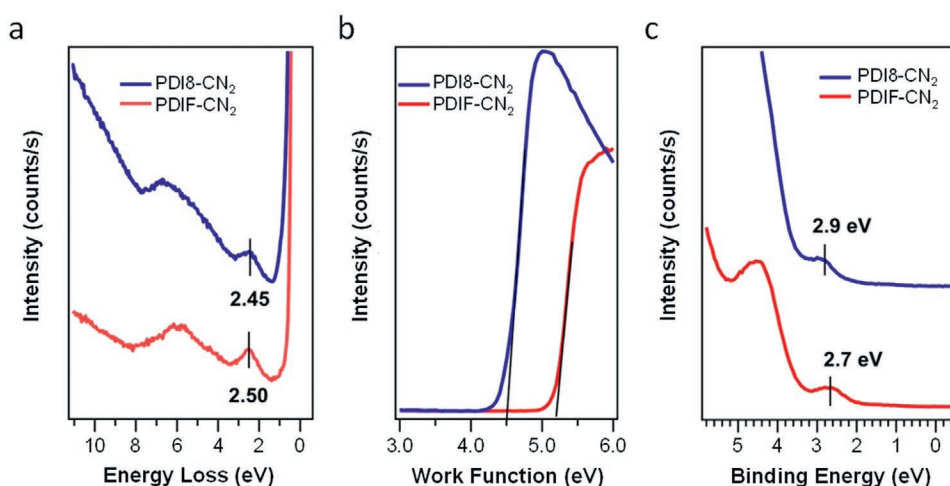 a
PDI8-CN₂
PDIF-CN₂
Intensity (counts/s)
2.45
2.50
10 8 6 4 2 0
Energy Loss (eV)
b
PDI8-CN₂
PDIF-CN₂
Intensity (counts/s)
3.0 4.0 5.0 6.0
Work Function (eV)
c
PDI8-CN₂
PDIF-CN₂
Intensity (counts/s)
2.9 eV
2.7 eV
5 4 3 2 1 0
Binding Energy (eV)